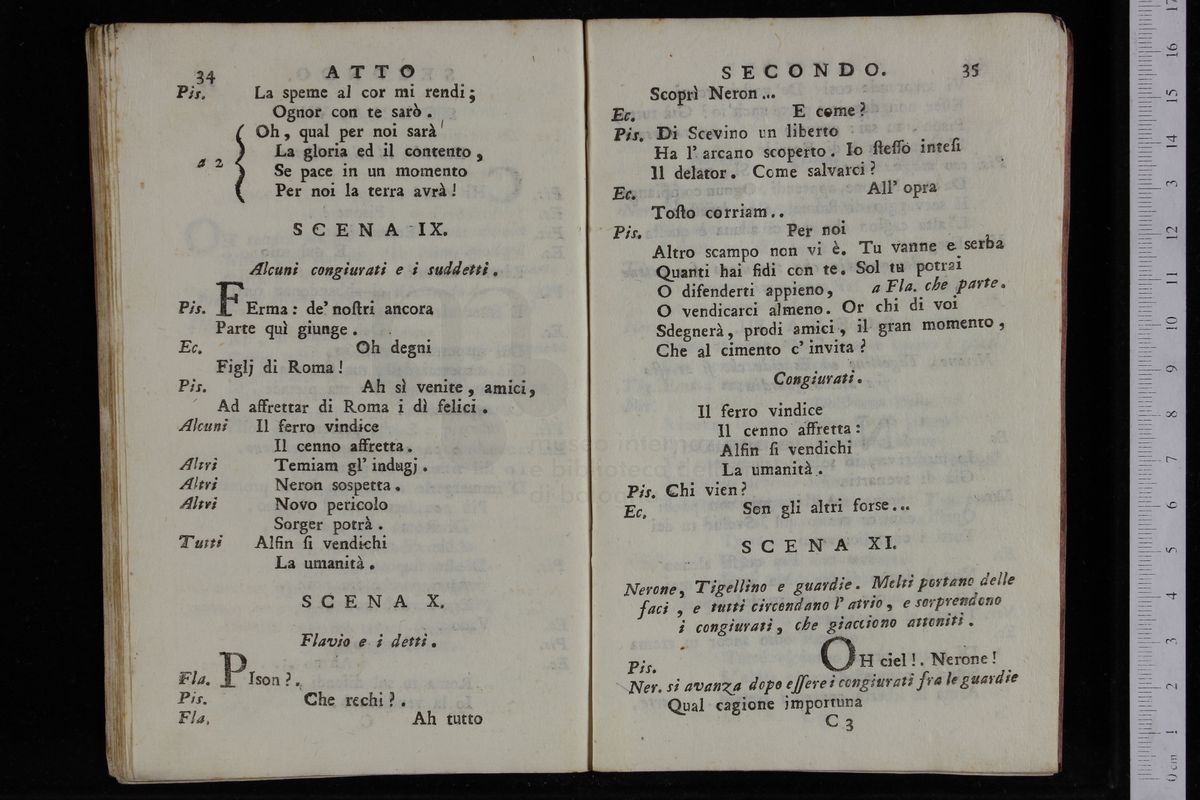 34
ATTO
Pis. La speme al cor mi rendi;
Ognor con te sarò.
Oh, qual per noi sarà
La gloria ed il contento,
a 2
Se pace in un momento
Per noi la terra avrà!
SCENA IX.
Alcuni congiurati e i suddetti.
Pis. FErma: de' noſtri ancora
Parte quì giunge.
Ec. Oh degni
Figlj di Roma!
Pis. Ah sì venite, amici,
Ad affrettar di Roma i dì felici.
Alcuni Il ferro vindice
Il cenno affretta.
Altri Temiam gl' indugj.
Altri Neron sospetta.
Altri Novo pericolo
Sorger potrà.
Tutti Alfin ſi vendichi
La umanità.
SCENA X.
Flavio e i detti.
Fla. PIson?.
Pis. Che rechi?.
Fla. Ah tutto
SECONDO. 35
Scoprì Neron...
Ec. E come?
Pis. Di Scevino un liberto
Ha l' arcano scoperto. Io ſteſſo inteſi
Il delator. Come salvarci?
Ec. All' opra
Toſto corriam..
Pis. Per noi
Altro scampo non vi è. Tu vanne e serba
Quanti hai fidi con te. Sol tu potrai
O difenderti appieno, a Fla. che parte.
O vendicarci almeno. Or chi di voi
Sdegnerà, prodi amici, il gran momento,
Che al cimento c' invita?
Congiurati.
Il ferro vindice
Il cenno affretta:
Alfin ſi vendichi
La umanità.
Pis. Chi vien?
Ec. Son gli altri forse...
SCENA XI.
Nerone, Tigellino e guardie. Molti portano delle
faci, e tutti circondano l' atrio, e sorprendono
i congiurati, che giacciono attoniti.
Pis. OH ciel!. Nerone!
Ner. si avanza dopo eſſere i congiurati fra le guardie
Qual cagione importuna
C 3